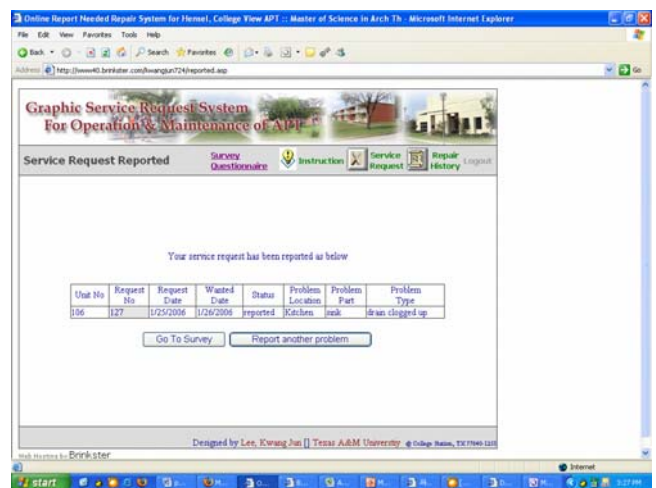 Online Report Needed Repair System for Hensel, College View APT :: Master of Science in Arch Th - Microsoft Internet Explorer
File Edit View Favorites Tools Help
Back Search Favorites
Address http://www40.brinkster.com/kwangjun724/reported.asp Go
Graphic Service Request System
For Operation & Maintenance of APT
Service Request Reported Survey Questionnaire Instruction Service Request Repair History Logout
Your service request has been reported as below
Unit No Request No Request Date Wanted Date Status Problem Location Problem Part Problem Type
106 127 1/25/2006 1/26/2006 reported Kitchen sink drain clogged up
Go To Survey Report another problem
Designed by Lee, Kwang Jun [] Texas A&M University @ College Station, TX 77840
Web Hosting by Brinkster
Internet
start 3:27 PM